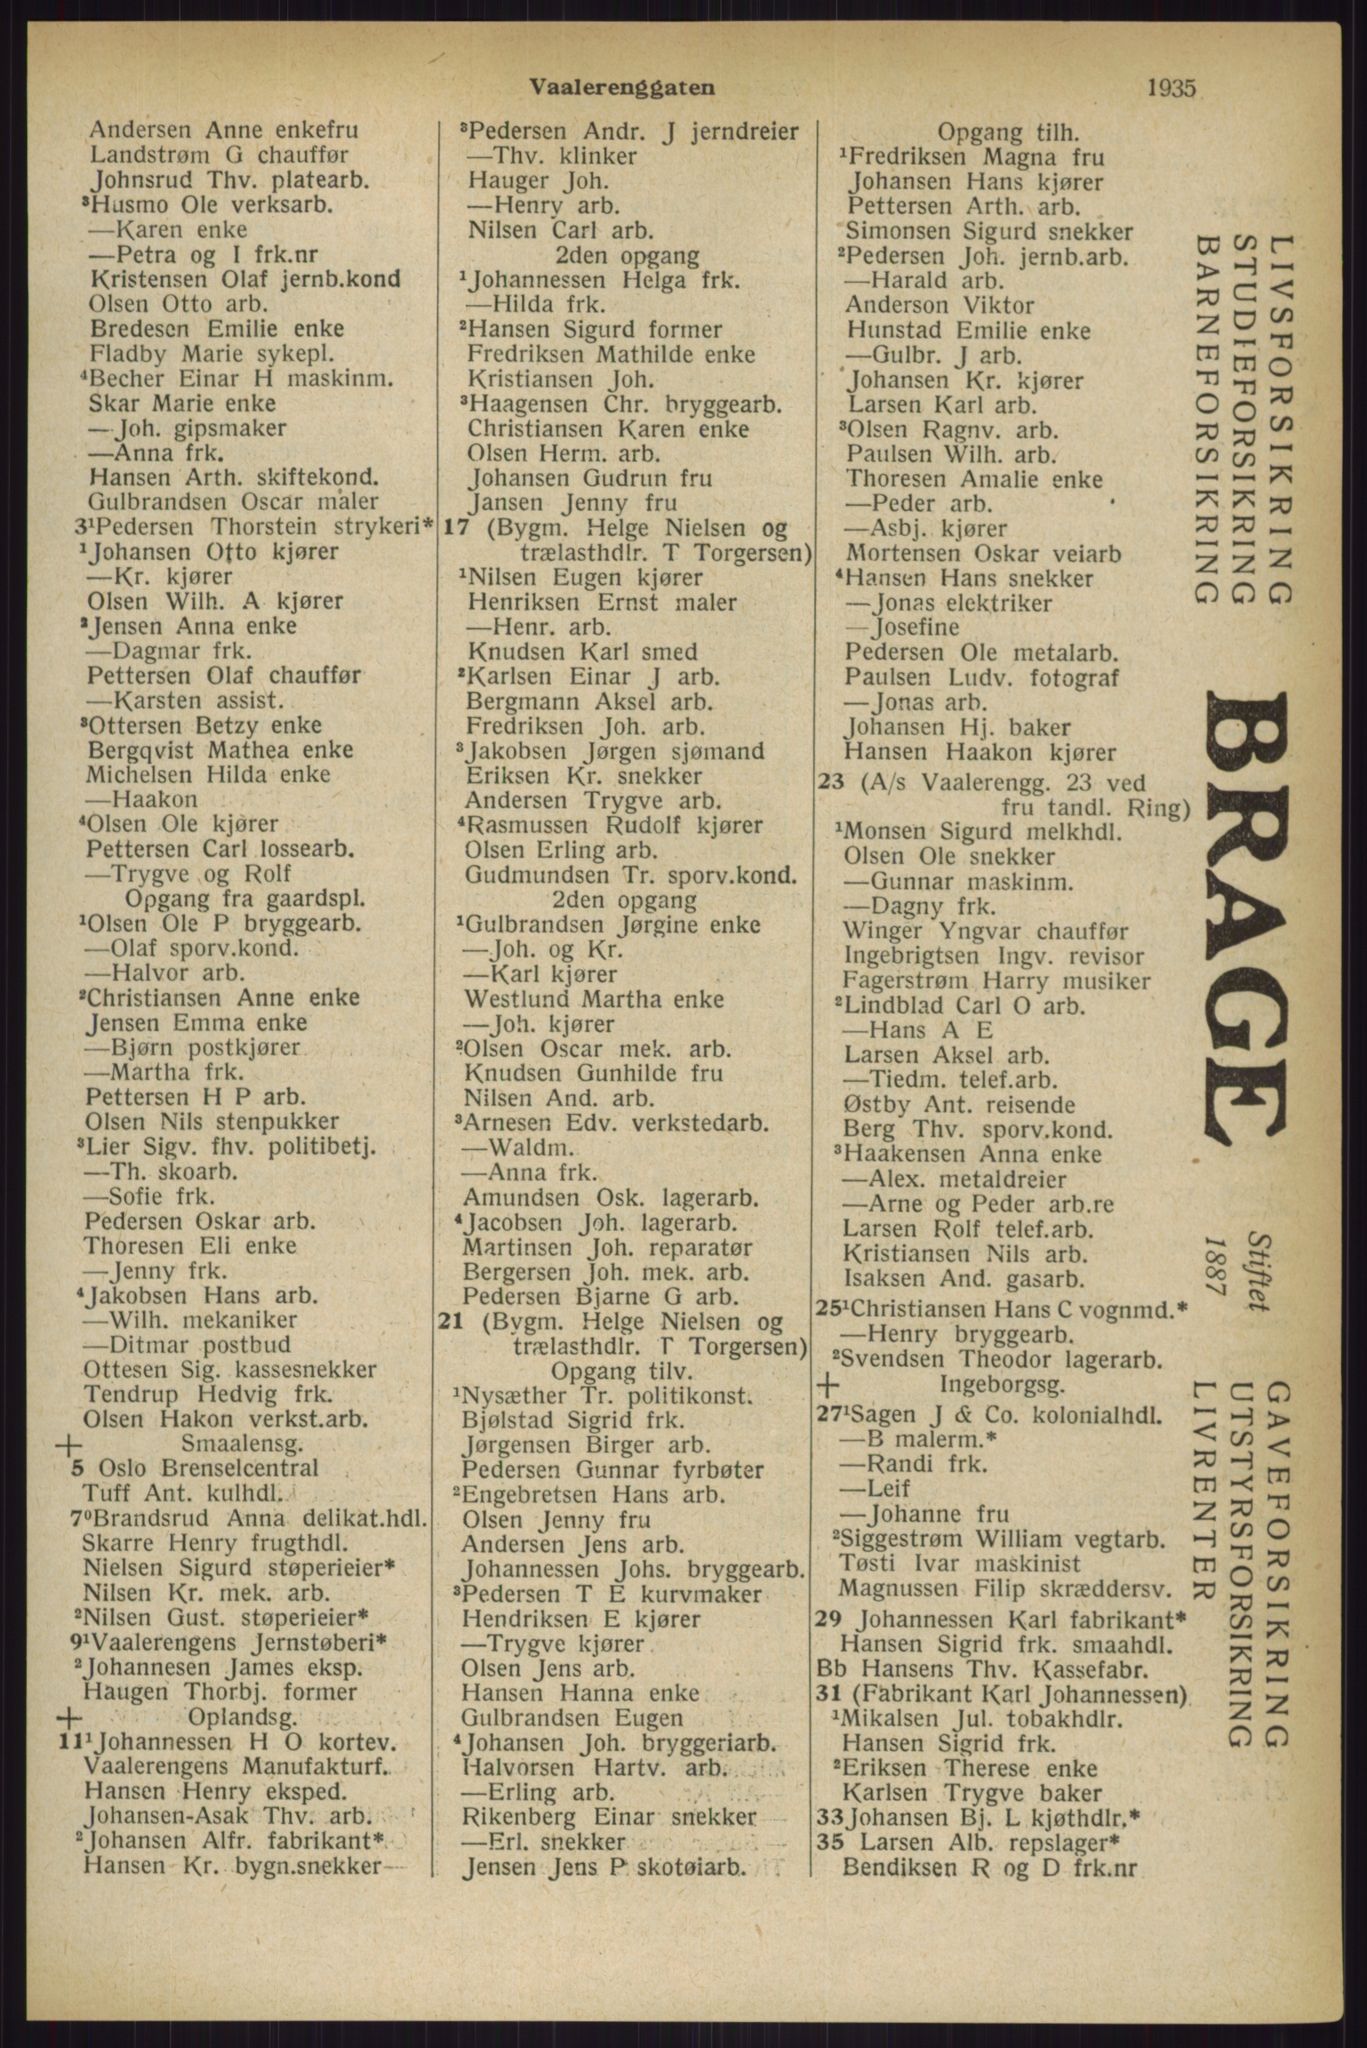 Vaalerenggaten
1935
Andersen Anne enkefru
Landstrøm G chauffør
Johnsrud Thv. platearb.
³Husmo Ole verksarb.
—Karen enke
—Petra og I frk.nr
Kristensen Olaf jernb.kond
Olsen Otto arb.
Bredesen Emilie enke
Fladby Marie sykepl.
⁴Becher Einar H maskinm.
Skar Marie enke
—Joh. gipsmaker
—Anna frk.
Hansen Arth. skiftekond.
Gulbrandsen Oscar maler
3¹Pedersen Thorstein strykeri*
¹Johansen Otto kjører
—Kr. kjører
Olsen Wilh. A kjører
²Jensen Anna enke
—Dagmar frk.
Pettersen Olaf chauffør
—Karsten assist.
³Ottersen Betzy enke
Bergqvist Mathea enke
Michelsen Hilda enke
—Haakon
⁴Olsen Ole kjører
Pettersen Carl lossearb.
—Trygve og Rolf
Opgang fra gaardspl.
¹Olsen Ole P bryggearb.
—Olaf sporv.kond.
—Halvor arb.
²Christiansen Anne enke
Jensen Emma enke
—Bjørn postkjører
—Martha frk.
Pettersen H P arb.
Olsen Nils stenpukker
³Lier Sigv. fhv. politibetj.
—Th. skoarb.
—Sofie frk.
Pedersen Oskar arb.
Thoresen Eli enke
—Jenny frk.
⁴Jakobsen Hans arb.
—Wilh. mekaniker
—Ditmar postbud
Ottesen Sig. kassesnekker
Tendrup Hedvig frk.
Olsen Hakon verkst.arb.
+ Smaalensg.
5 Oslo Brenselcentral
Tuff Ant. kulhdl.
7⁰Brandsrud Anna delikat.hdl.
Skarre Henry frugthdl.
Nielsen Sigurd støperieier*
Nilsen Kr. mek. arb.
²Nilsen Gust. støperieier*
9¹Vaalerengens Jernstøberi*
²Johannesen James eksp.
Haugen Thorbj. former
+ Oplandsg.
11¹Johannessen H O kortev.
Vaalerengens Manufakturf.
Hansen Henry eksped.
Johansen-Asak Thv. arb.
²Johansen Alfr. fabrikant*
Hansen Kr. bygn.snekker
³Pedersen Andr. J jerndreier
—Thv. klinker
Hauger Joh.
—Henry arb.
Nilsen Carl arb.
2den opgang
¹Johannessen Helga frk.
—Hilda frk.
²Hansen Sigurd former
Fredriksen Mathilde enke
Kristiansen Joh.
³Haagensen Chr. bryggearb.
Christiansen Karen enke
Olsen Herm. arb.
Johansen Gudrun fru
Jansen Jenny fru
17 (Bygm. Helge Nielsen og
trælasthdlr. T Torgersen)
¹Nilsen Eugen kjører
Henriksen Ernst maler
—Henr. arb.
Knudsen Karl smed
²Karlsen Einar J arb.
Bergmann Aksel arb.
Fredriksen Joh. arb.
³Jakobsen Jørgen sjømand
Eriksen Kr. snekker
Andersen Trygve arb.
⁴Rasmussen Rudolf kjører
Olsen Erling arb.
Gudmundsen Tr. sporv.kond.
2den opgang
¹Gulbrandsen Jørgine enke
—Joh. og Kr.
—Karl kjører
Westlund Martha enke
—Joh. kjører
²Olsen Oscar mek. arb.
Knudsen Gunhilde fru
Nilsen And. arb.
³Arnesen Edv. verkstedarb.
—Waldm.
—Anna frk.
Amundsen Osk. lagerarb.
⁴Jacobsen Joh. lagerarb.
Martinsen Joh. reparatør
Bergersen Joh. mek. arb.
Pedersen Bjarne G arb.
21 (Bygm. Helge Nielsen og
trælasthdlr. T Torgersen)
Opgang tilv.
¹Nysæther Tr. politikonst.
Bjølstad Sigrid frk.
Jørgensen Birger arb.
Pedersen Gunnar fyrbøter
²Engebretsen Hans arb.
Olsen Jenny fru
Andersen Jens arb.
Johannessen Johs. bryggearb.
³Pedersen T E kurvmaker
Hendriksen E kjører
—Trygve kjører
Olsen Jens arb.
Hansen Hanna enke
Gulbrandsen Eugen
⁴Johansen Joh. bryggeriarb.
Halvorsen Hartv. arb.
—Erling arb.
Rikenberg Einar snekker
—Erl. snekker
Jensen Jens P skotøiarb.
Opgang tilh.
¹Fredriksen Magna fru
Johansen Hans kjører
Pettersen Arth. arb.
Simonsen Sigurd snekker
²Pedersen Joh. jernb.arb.
—Harald arb.
Anderson Viktor
Hunstad Emilie enke
—Gulbr. J arb.
Johansen Kr. kjører
Larsen Karl arb.
³Olsen Ragnv. arb.
Paulsen Wilh. arb.
Thoresen Amalie enke
—Peder arb.
—Asbj. kjører
Mortensen Oskar veiarb
⁴Hansen Hans snekker
—Jonas elektriker
—Josefine
Pedersen Ole metalarb.
Paulsen Ludv. fotograf
—Jonas arb.
Johansen Hj. baker
Hansen Haakon kjører
23 (A/s Vaalerengg. 23 ved
fru tandl. Ring)
¹Monsen Sigurd melkhdl.
Olsen Ole snekker
—Gunnar maskinm.
—Dagny frk.
Winger Yngvar chauffør
Ingebrigtsen Ingv. revisor
Fagerstrøm Harry musiker
²Lindblad Carl O arb.
—Hans A E
Larsen Aksel arb.
—Tiedm. telef.arb.
Østby Ant. reisende
Berg Thv. sporv.kond.
³Haakensen Anna enke
—Alex. metaldreier
—Arne og Peder arb.re
Larsen Rolf telef.arb.
Kristiansen Nils arb.
Isaksen And. gasarb.
25¹Christiansen Hans C vognmd.*
—Henry bryggearb.
²Svendsen Theodor lagerarb.
+ Ingeborgsg.
27¹Sagen J & Co. kolonialhdl.
—B malerm.*
—Randi frk.
—Leif
—Johanne fru
²Siggestrøm William vegtarb.
Tøsti Ivar maskinist
Magnussen Filip skræddersv.
29 Johannessen Karl fabrikant*
Hansen Sigrid frk. smaahdl.
Bb Hansens Thv. Kassefabr.
31 (Fabrikant Karl Johannessen)
¹Mikalsen Jul. tobakhdlr.
Hansen Sigrid frk.
²Eriksen Therese enke
Karlsen Trygve baker
33Johansen Bj. L kjøthdlr.*
35 Larsen Alb. repslager*
Bendiksen R og D frk.nr
LIVSFORSIKRING
STUDIEFORSIKRING
BARNEFORSIKRING
BRAGE
Stiftet
1887
GAVEFORSIKRING
UTSTYRSFORSIKRING
LIVRENTER